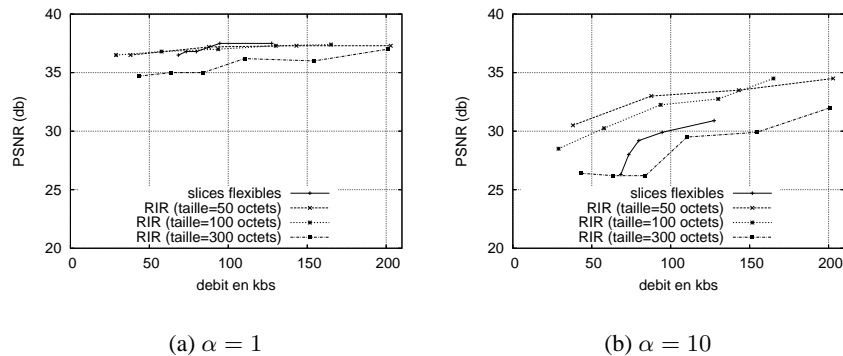 40
35
30
25
20
PSNR (db)
slices flexibles
RIR (taille=50 octets)
RIR (taille=100 octets)
RIR (taille=300 octets)
0
50
100
150
200
debit en kbs
(a) α = 1
40
35
30
25
20
PSNR (db)
slices flexibles
RIR (taille=50 octets)
RIR (taille=100 octets)
RIR (taille=300 octets)
0
50
100
150
200
debit en kbs
(b) α = 10